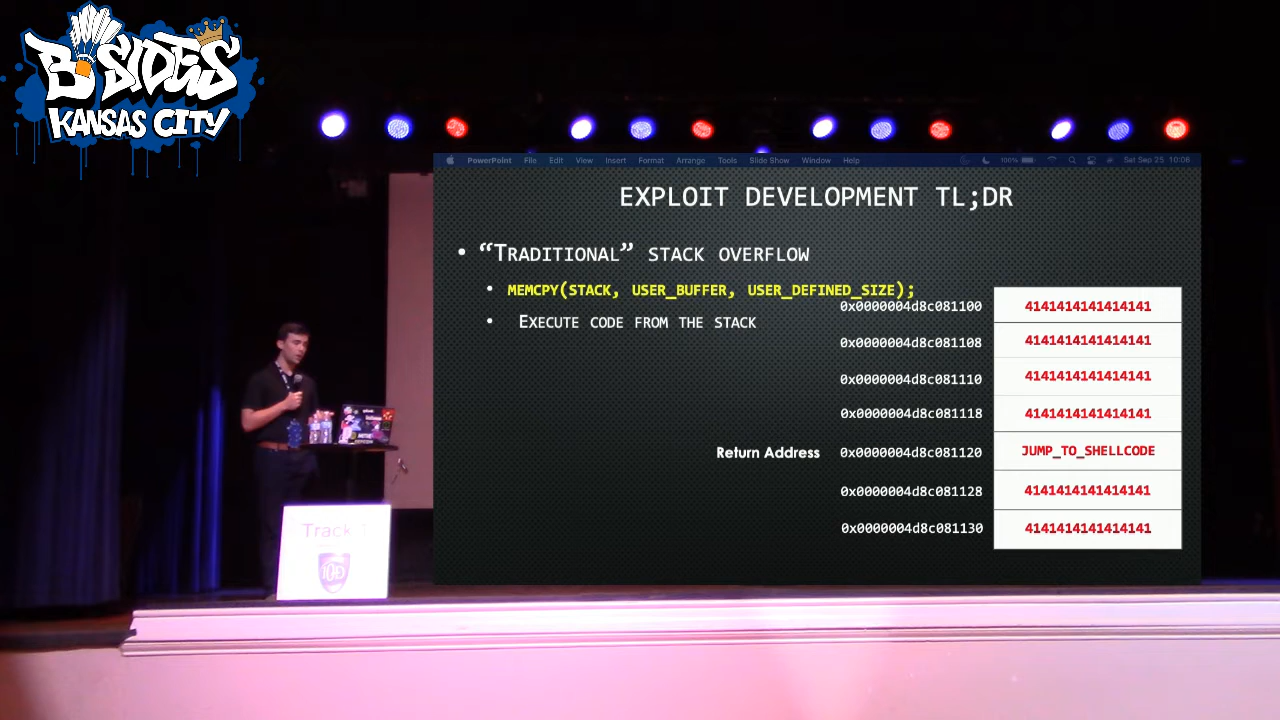 B·SIDES
KANSAS CITY
PowerPoint File Edit View Insert Format Arrange Tools Slide Show Window Help 100% Sat Sep 25 10:06
EXPLOIT DEVELOPMENT TL;DR
• “TRADITIONAL” STACK OVERFLOW
• MEMCPY(STACK, USER_BUFFER, USER_DEFINED_SIZE);
• EXECUTE CODE FROM THE STACK
0x0000004d8c081100 4141414141414141
0x0000004d8c081108 4141414141414141
0x0000004d8c081110 4141414141414141
0x0000004d8c081118 4141414141414141
Return Address 0x0000004d8c081120 JUMP_TO_SHELLCODE
0x0000004d8c081128 4141414141414141
0x0000004d8c081130 4141414141414141
Track